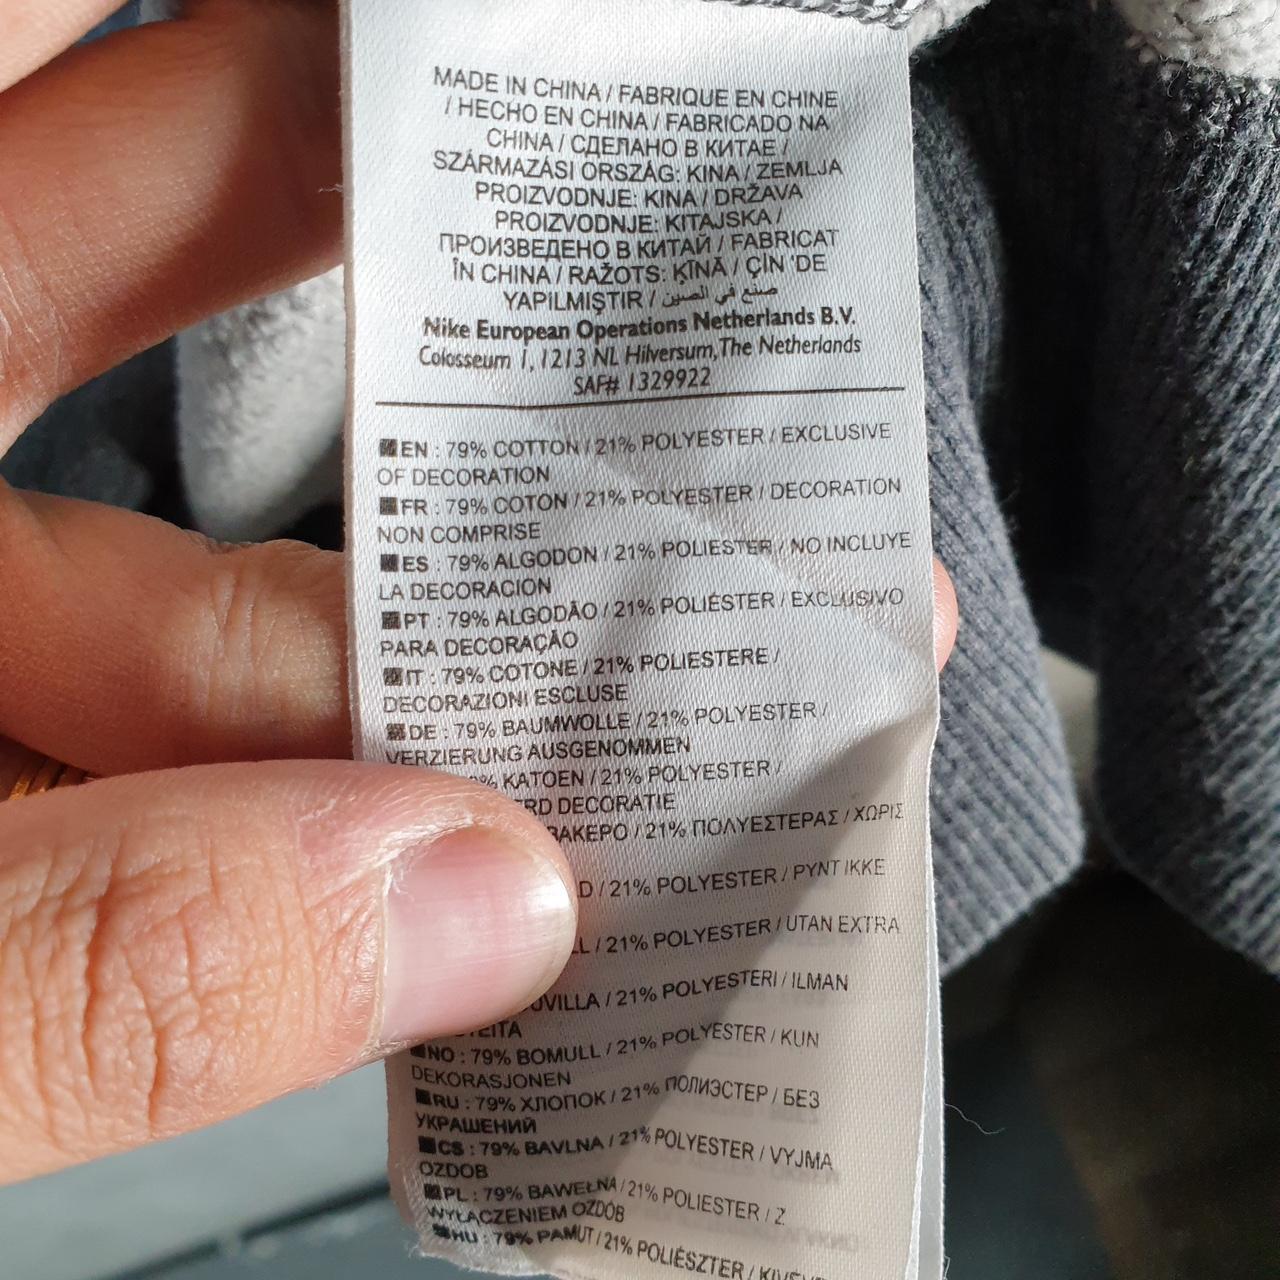 MADE IN CHINA / FABRIQUE EN CHINE
/ HECHO EN CHINA / FABRICADO NA
CHINA / СДЕЛАНО В КИТАЕ /
SZÁRMAZÁSI ORSZÁG: KINA / ZEMLJA
PROIZVODNJE: KINA / DRŽAVA
PROIZVODNJE: KITAJSKA /
ПРОИЗВЕДЕНО В КИТАЙ / FABRICAT
ÎN CHINA / RAŽOTS: ĶĪNĀ / ÇİN 'DE
YAPILMIŞTIR / صنع في الصين
Nike European Operations Netherlands B.V.
Colosseum 1, 1213 NL Hilversum, The Netherlands
SAF# 1329922
EN : 79% COTTON / 21% POLYESTER / EXCLUSIVE
OF DECORATION
FR : 79% COTON / 21% POLYESTER / DECORATION
NON COMPRISE
ES : 79% ALGODON / 21% POLIESTER / NO INCLUYE
LA DECORACION
PT : 79% ALGODÃO / 21% POLIÉSTER / EXCLUSIVO
PARA DECORAÇÃO
IT : 79% COTONE / 21% POLIESTERE /
DECORAZIONI ESCLUSE
DE : 79% BAUMWOLLE / 21% POLYESTER /
VERZIERUNG AUSGENOMMEN
% KATOEN / 21% POLYESTER /
DECORATIE
/ 21% ΠΟΛΥΕΣΤΕΡΑΣ / ΧΩΡΙΣ
/ 21% POLYESTER / PYNT IKKE
/ 21% POLYESTER / UTAN EXTRA
/ 21% POLYESTERI / ILMAN
NO : 79% BOMULL / 21% POLYESTER / KUN
DEKORASJONEN
RU : 79% ХЛОПОК / 21% ПОЛИЭСТЕР / БЕЗ
УКРАШЕНИЙ
CS : 79% BAVLNA / 21% POLYESTER / VYJMA
OZDOB
PL : 79% BAWEŁNA / 21% POLIESTER / Z
WYŁĄCZENIEM OZDÓB
HU : 79% PAMUT / 21% POLIÉSZTER /